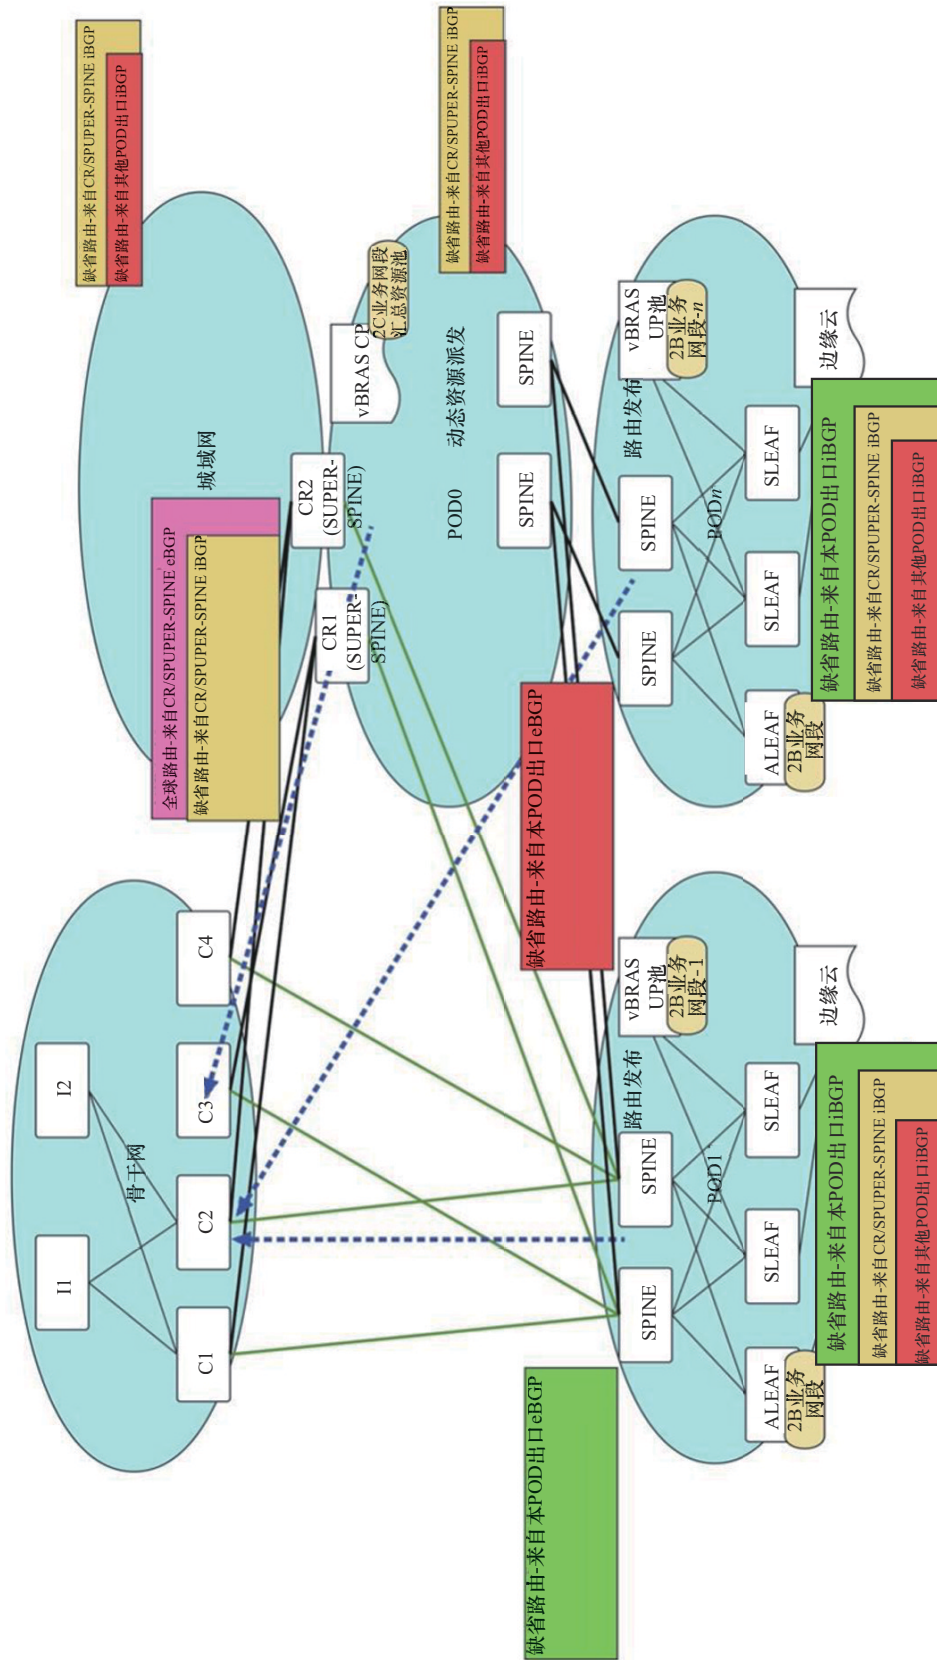 骨干网
I1
I2
C1
C2
C3
C4
全球路由-来自CR/SPUPER-SPINE eBGP
缺省路由-来自CR/SPUPER-SPINE iBGP
城域网
缺省路由-来自CR/SPUPER-SPINE iBGP
缺省路由-来自其他POD出口iBGP
CR1
(SUPER-
SPINE)
CR2
(SUPER-
SPINE)
vBRAS CP
2C业务网段
汇总资源池
POD0
动态资源派发
SPINE
SPINE
缺省路由-来自CR/SPUPER-SPINE iBGP
缺省路由-来自其他POD出口iBGP
缺省路由-来自本POD出口eBGP
缺省路由-来自本POD出口eBGP
SPINE
SPINE
路由发布
vBRAS
UP池
2B业务
网段-1
POD1
ALEAF
2B业务
网段
SLEAF
SLEAF
边缘云
缺省路由-来自本POD出口iBGP
缺省路由-来自CR/SPUPER-SPINE iBGP
缺省路由-来自其他POD出口iBGP
SPINE
SPINE
路由发布
vBRAS
UP池
2B业务
网段-n
PODn
ALEAF
2B业务
网段
SLEAF
SLEAF
边缘云
缺省路由-来自本POD出口iBGP
缺省路由-来自CR/SPUPER-SPINE iBGP
缺省路由-来自其他POD出口iBGP